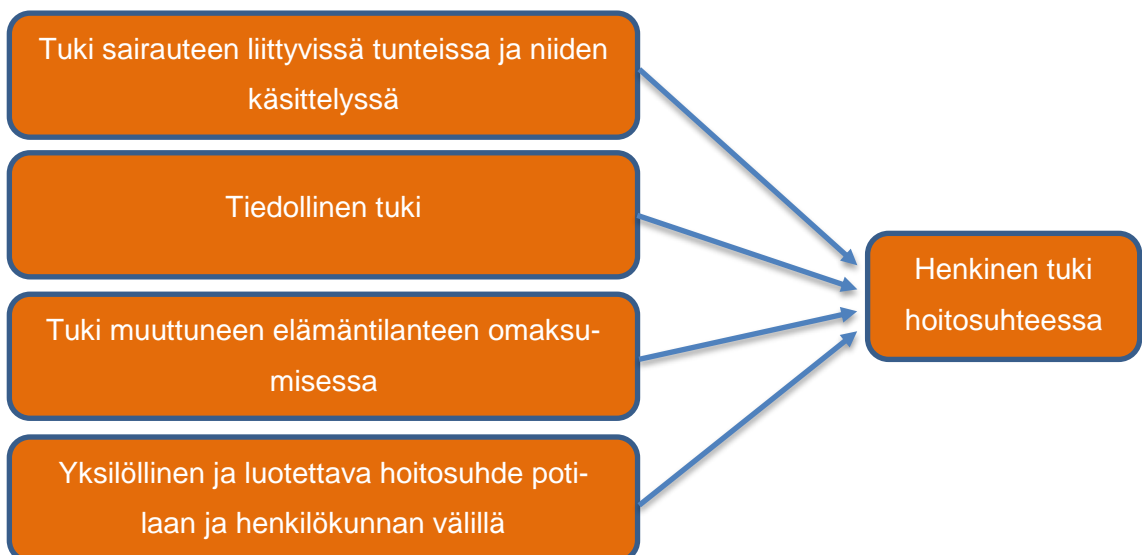 Tuki sairauteen liittyvissä tunteissa ja niiden
käsittelyssä
Tiedollinen tuki
Tuki muuttuneen elämäntilanteen omaksu-
misessa
Yksilöllinen ja luotettava hoitosuhde poti-
laan ja henkilökunnan välillä
Henkinen tuki
hoitosuhteessa